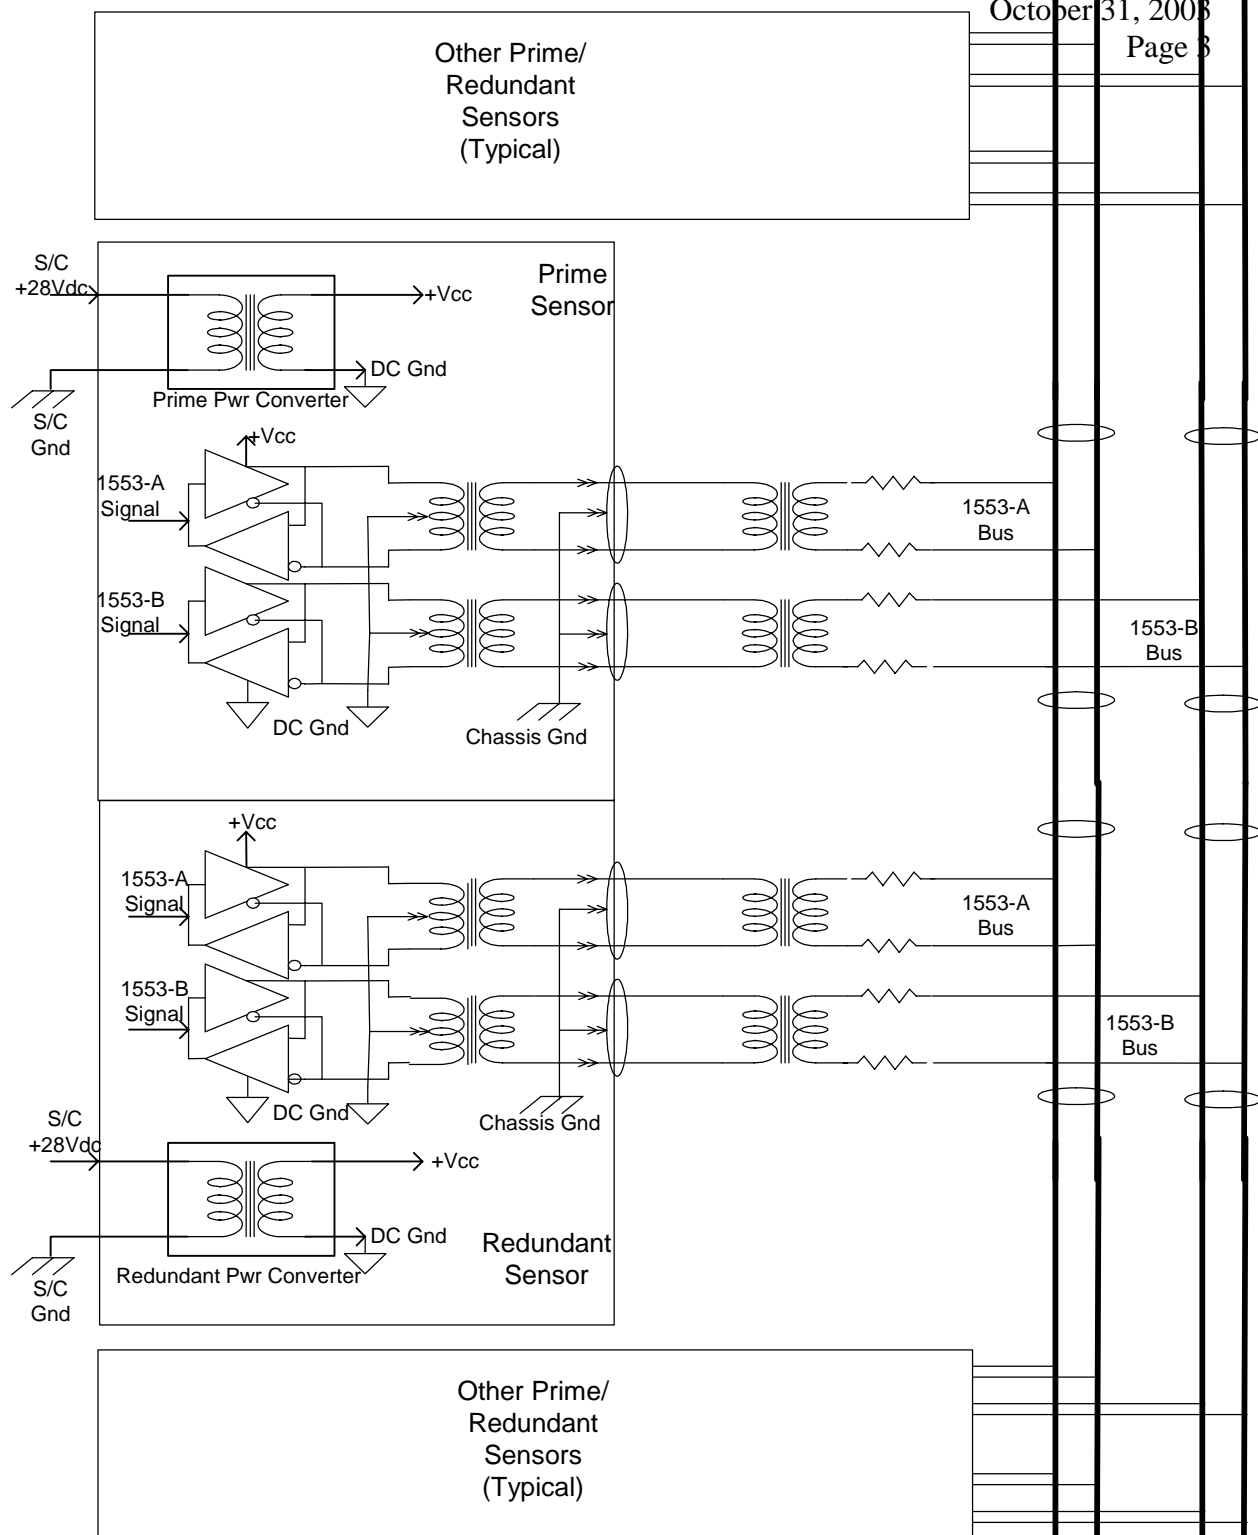 October 31, 2003
Page 3
Other Prime/
Redundant
Sensors
(Typical)
S/C
+28Vdc
Prime
Sensor
+Vcc
DC Gnd
Prime Pwr Converter
S/C
Gnd
+Vcc
1553-A
Signal
1553-A
Bus
1553-B
Signal
1553-B
Bus
DC Gnd
Chassis Gnd
+Vcc
1553-A
Signal
1553-A
Bus
1553-B
Signal
1553-B
Bus
DC Gnd
Chassis Gnd
S/C
+28Vdc
+Vcc
DC Gnd
Redundant
Sensor
Redundant Pwr Converter
S/C
Gnd
Other Prime/
Redundant
Sensors
(Typical)